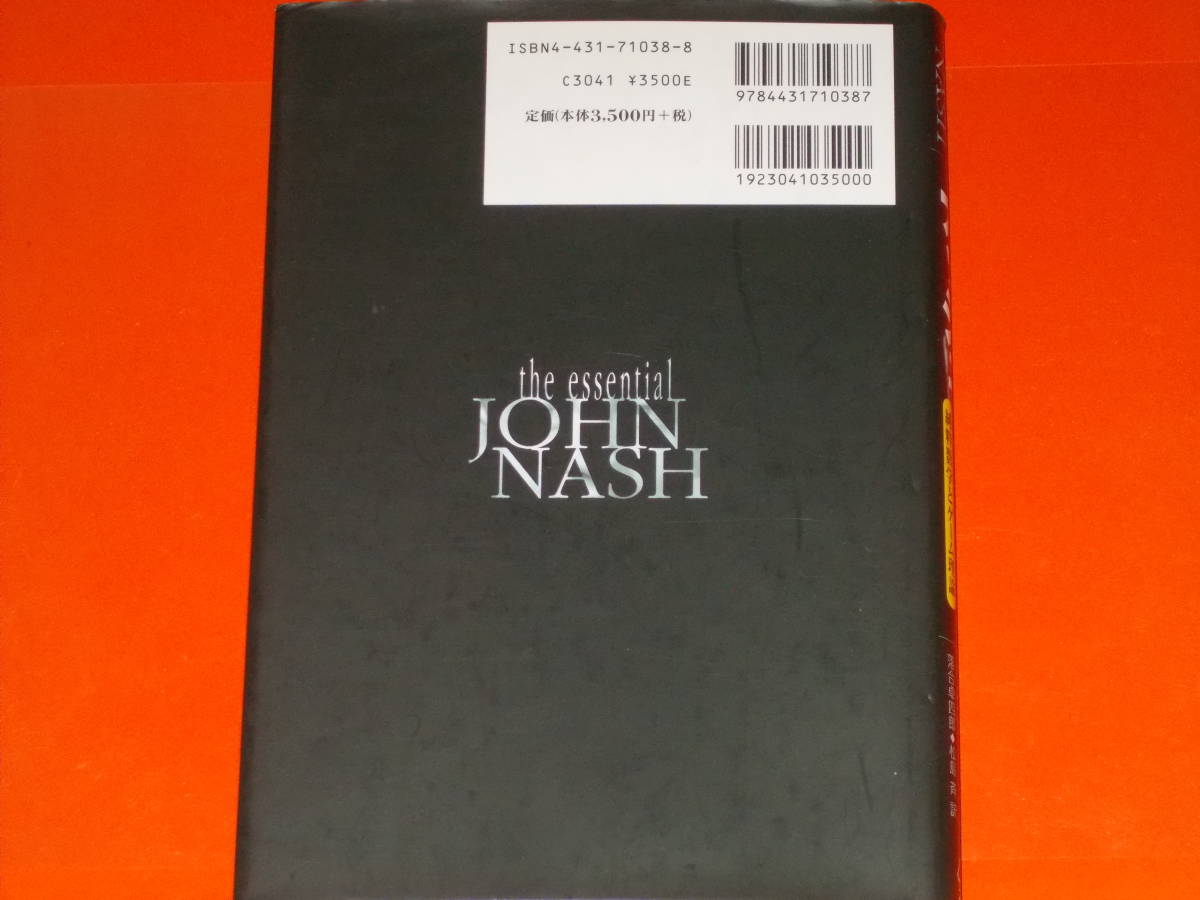 ISBN4-431-71038-8
C3041 ¥3500E
定価(本体3,500円+税)
9784431710387
1923041035000
the essential
JOHN
NASH